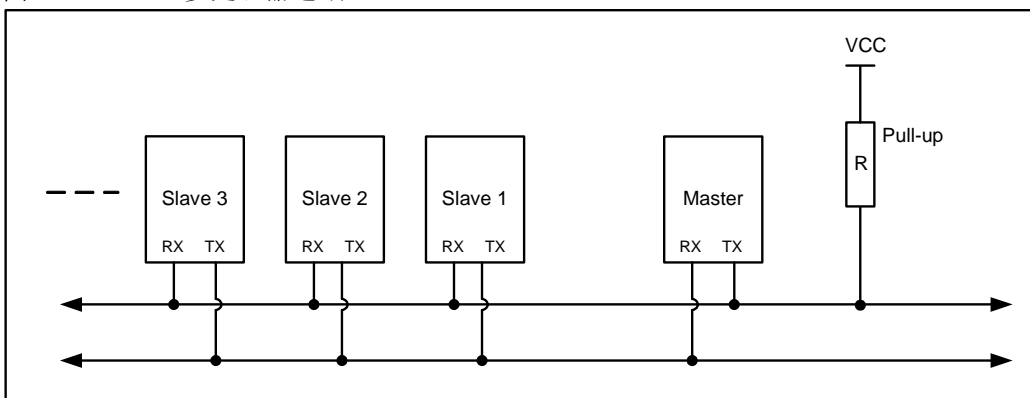 VCC
Pull-up
R
Slave 3
Slave 2
Slave 1
Master
RX TX
RX TX
RX TX
RX TX